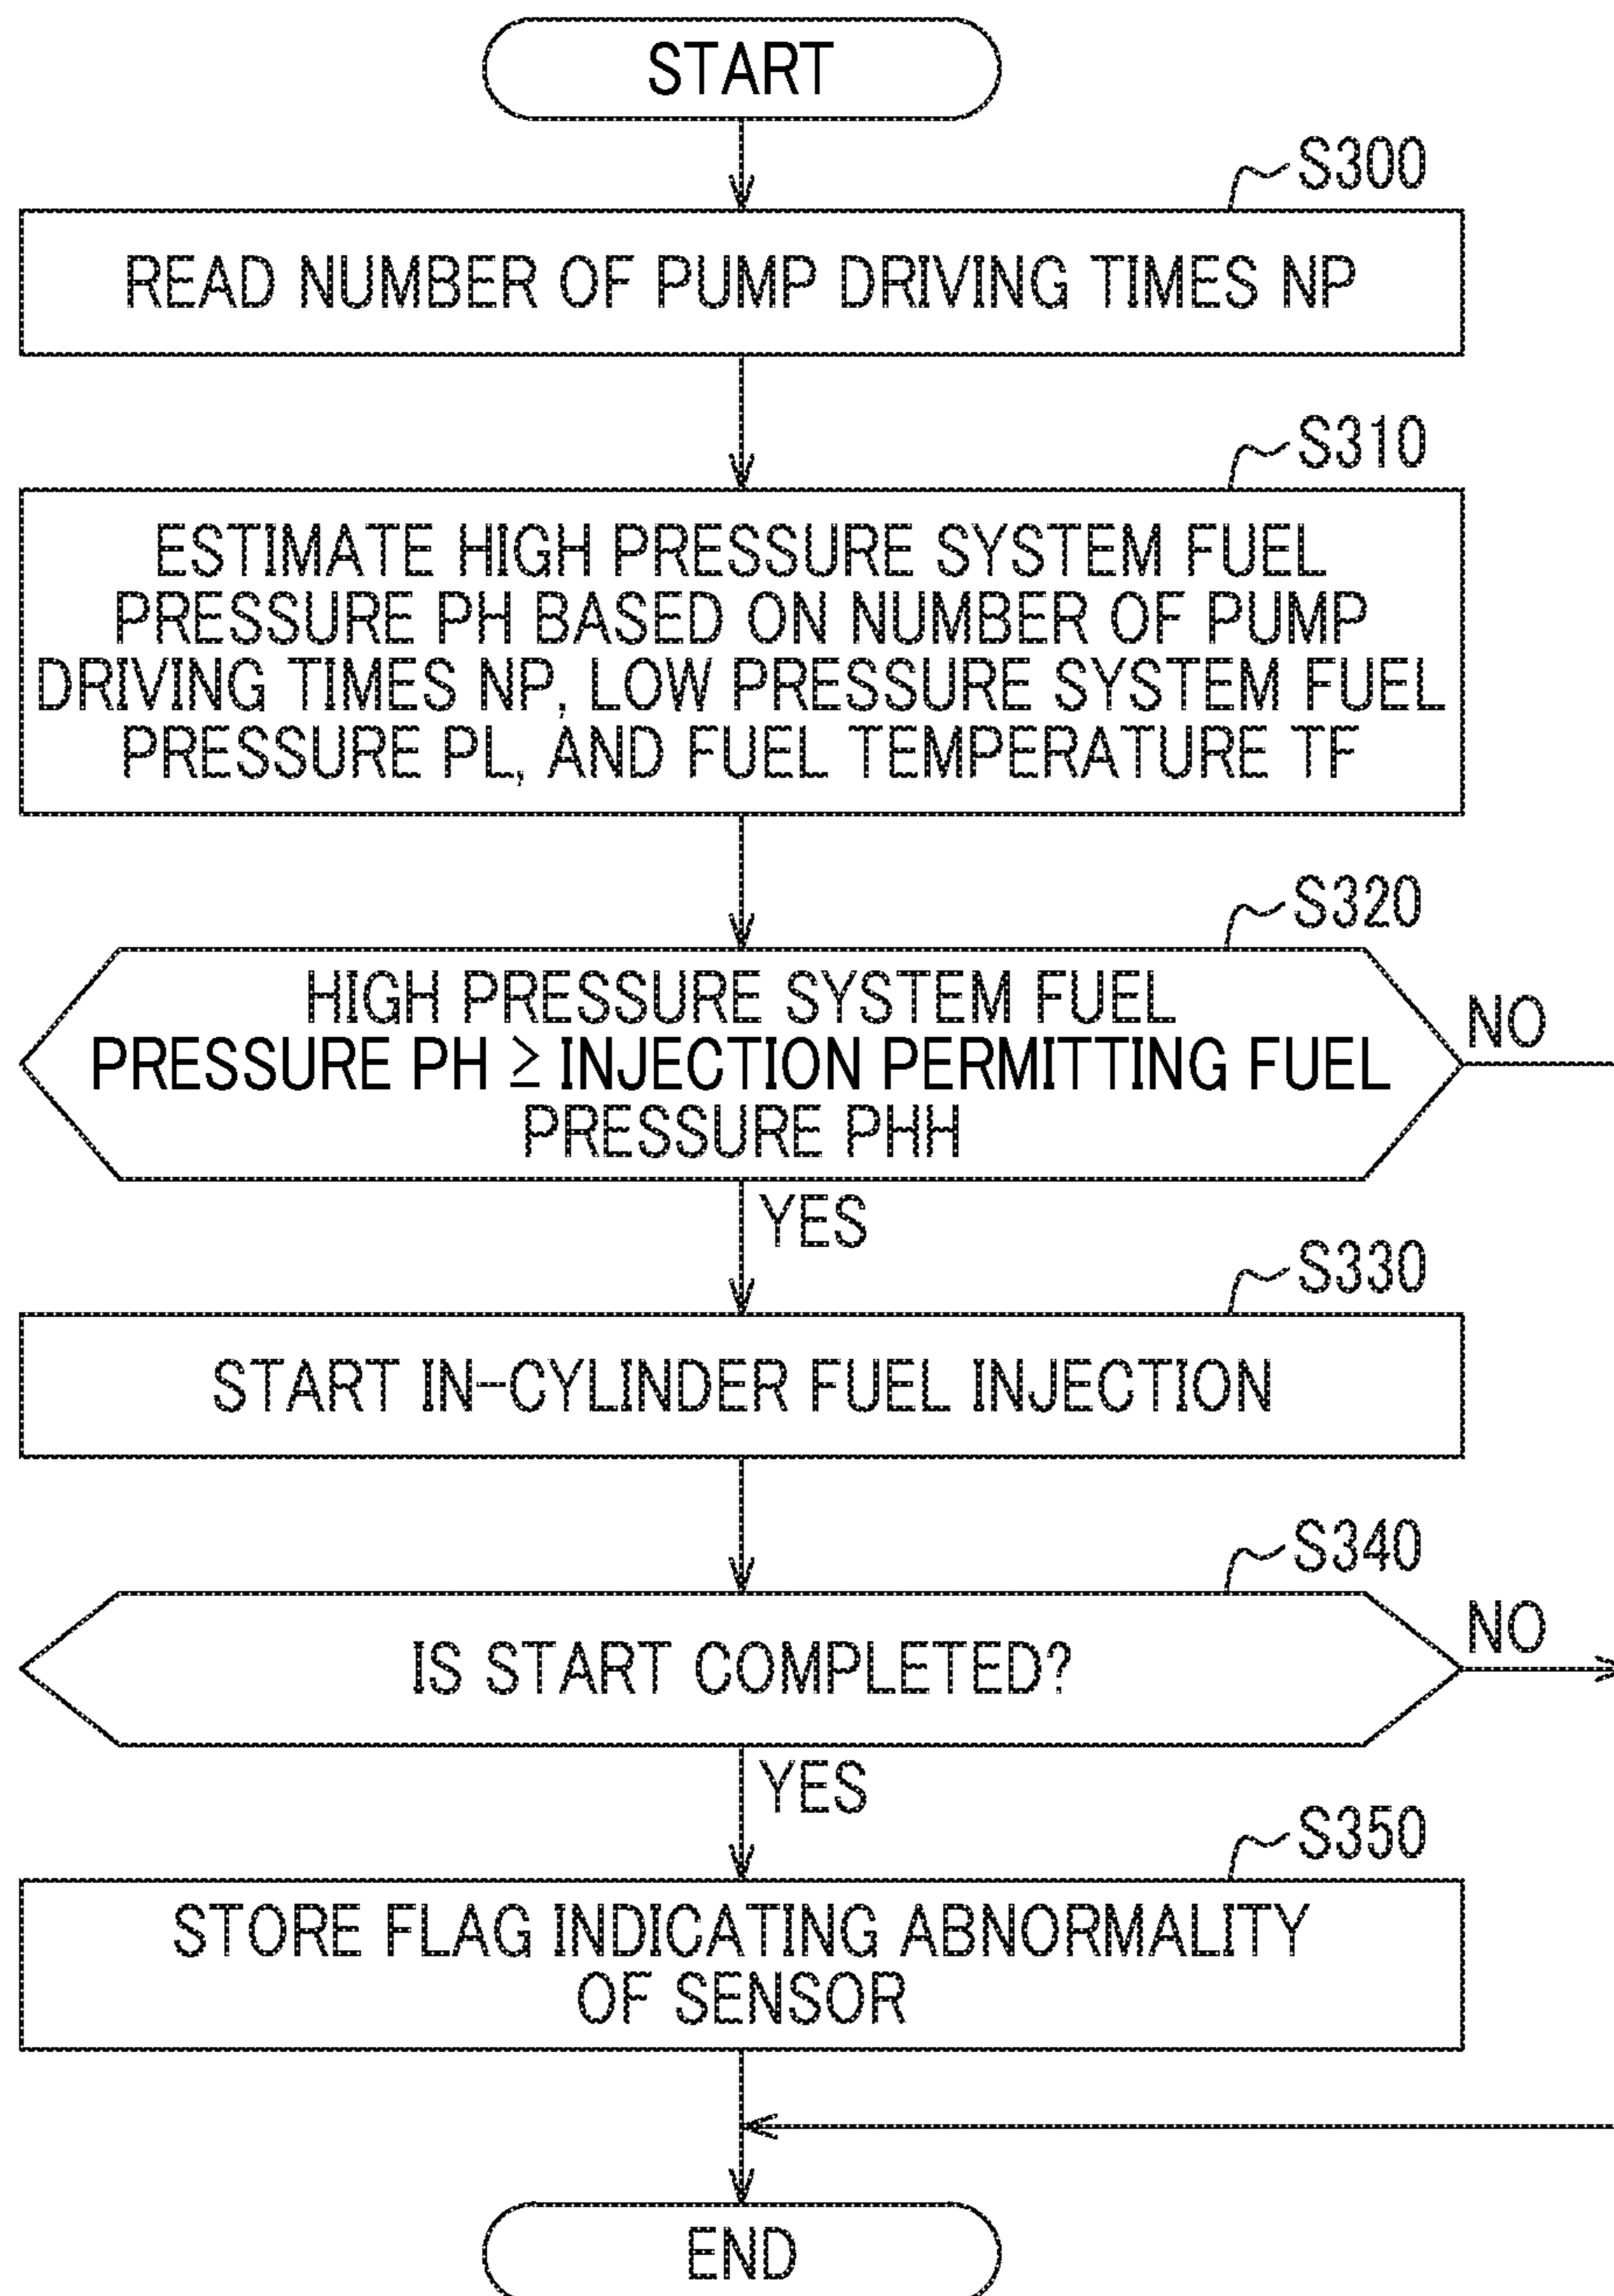 START
S300
READ NUMBER OF PUMP DRIVING TIMES NP
S310
ESTIMATE HIGH PRESSURE SYSTEM FUEL
PRESSURE PH BASED ON NUMBER OF PUMP
DRIVING TIMES NP, LOW PRESSURE SYSTEM FUEL
PRESSURE PL, AND FUEL TEMPERATURE TF
S320
HIGH PRESSURE SYSTEM FUEL
PRESSURE PH ≥ INJECTION PERMITTING FUEL
PRESSURE PHH
NO
YES
S330
START IN-CYLINDER FUEL INJECTION
S340
IS START COMPLETED?
NO
YES
S350
STORE FLAG INDICATING ABNORMALITY
OF SENSOR
END